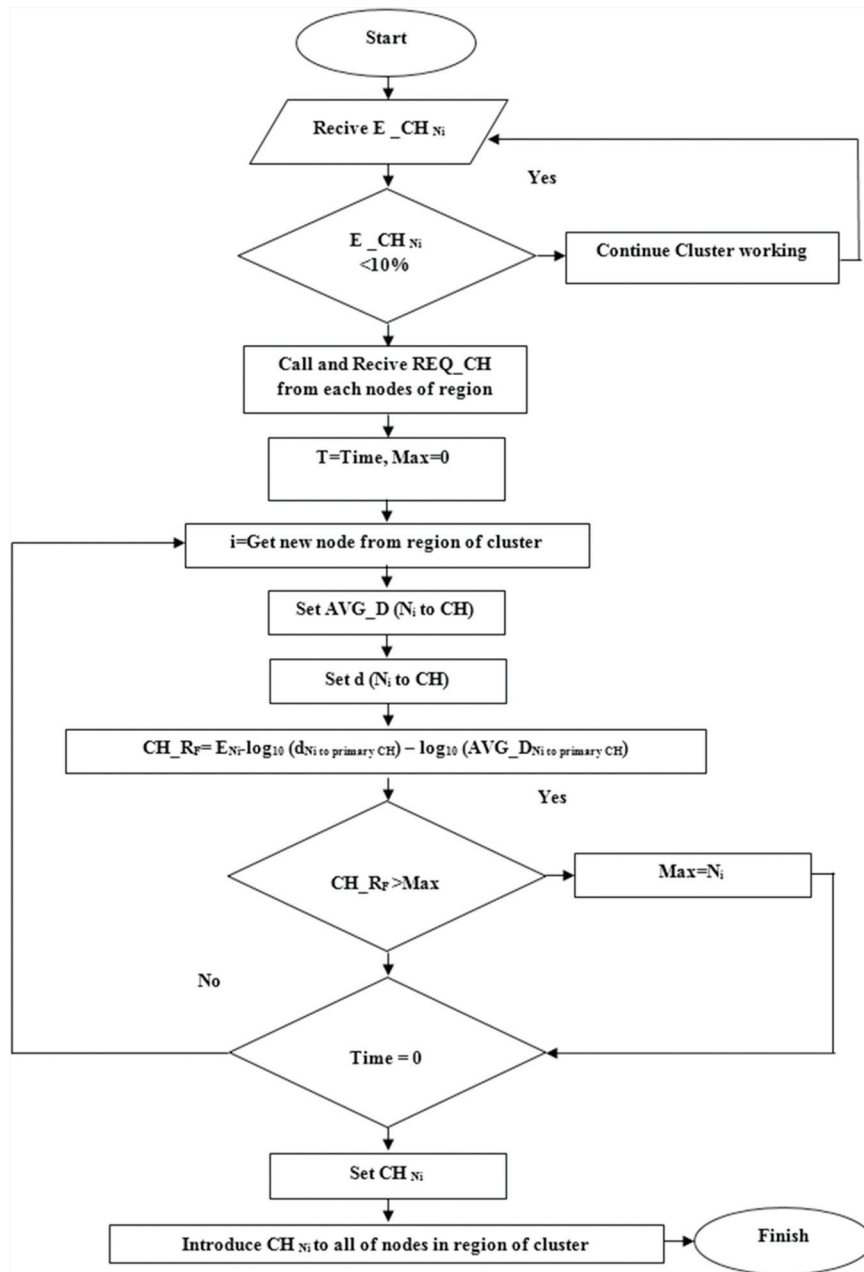 Start
Recive E _CH Ni
Yes
E _CH Ni
<10%
Continue Cluster working
Call and Recive REQ_CH
from each nodes of region
T=Time, Max=0
i=Get new node from region of cluster
Set AVG_D (Ni to CH)
Set d (Ni to CH)
CH_RF= ENi-log10 (dNi to primary CH) – log10 (AVG_DNi to primary CH)
Yes
CH_RF>Max
Max=Ni
No
Time = 0
Set CH Ni
Introduce CH Ni to all of nodes in region of cluster
Finish